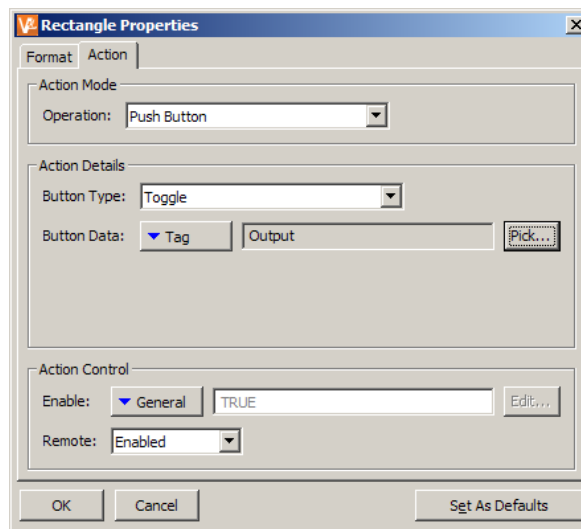 Rectangle Properties
Format Action
Action Mode
Operation: Push Button
Action Details
Button Type: Toggle
Button Data: Tag Output Pick...
Action Control
Enable: General TRUE Edit...
Remote: Enabled
OK Cancel Set As Defaults